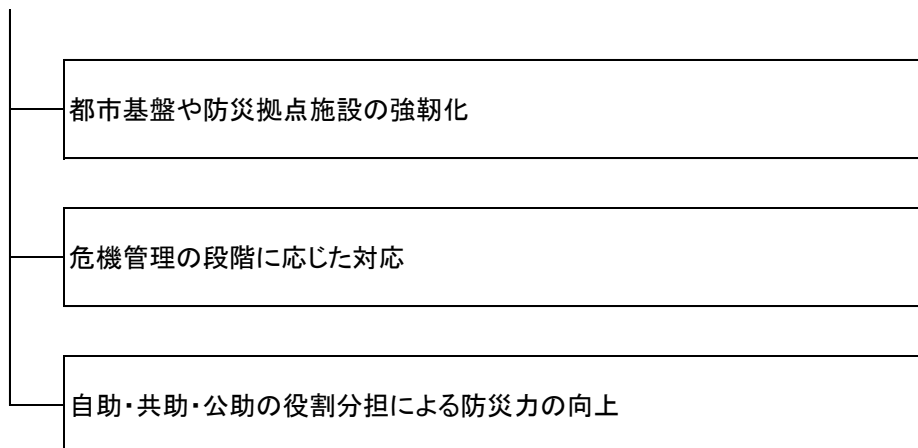 都市基盤や防災拠点施設の強靭化
危機管理の段階に応じた対応
自助・共助・公助の役割分担による防災力の向上